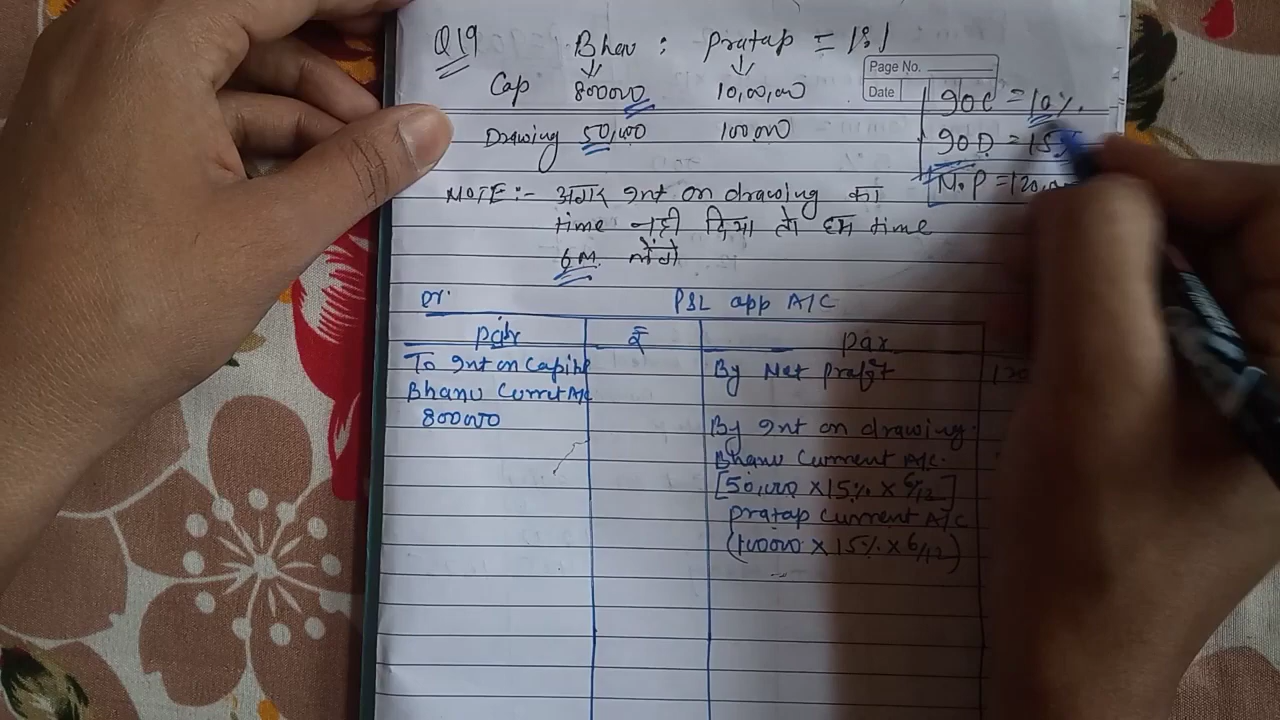 Q19 Bhav : Pratap = 1:1
Cap 800000 10,00,000
Drawing 50,000 100000
Page No.
Date
IOC = 10%
IOD = 15%
N.P = 120,
NOTE :- अगर Int on drawing का
time नहीं दिया तो हम time
6M लेंगे
Dr. P&L app A/C
par ₹ par
To Int on Capital By Net Profit 120
Bhanu Current A/c
800000 By Int on drawing
Bhanu Current A/C.
[50,000 X 15% X 6/12]
Pratap Current A/C
(100000 X 15% X 6/12)